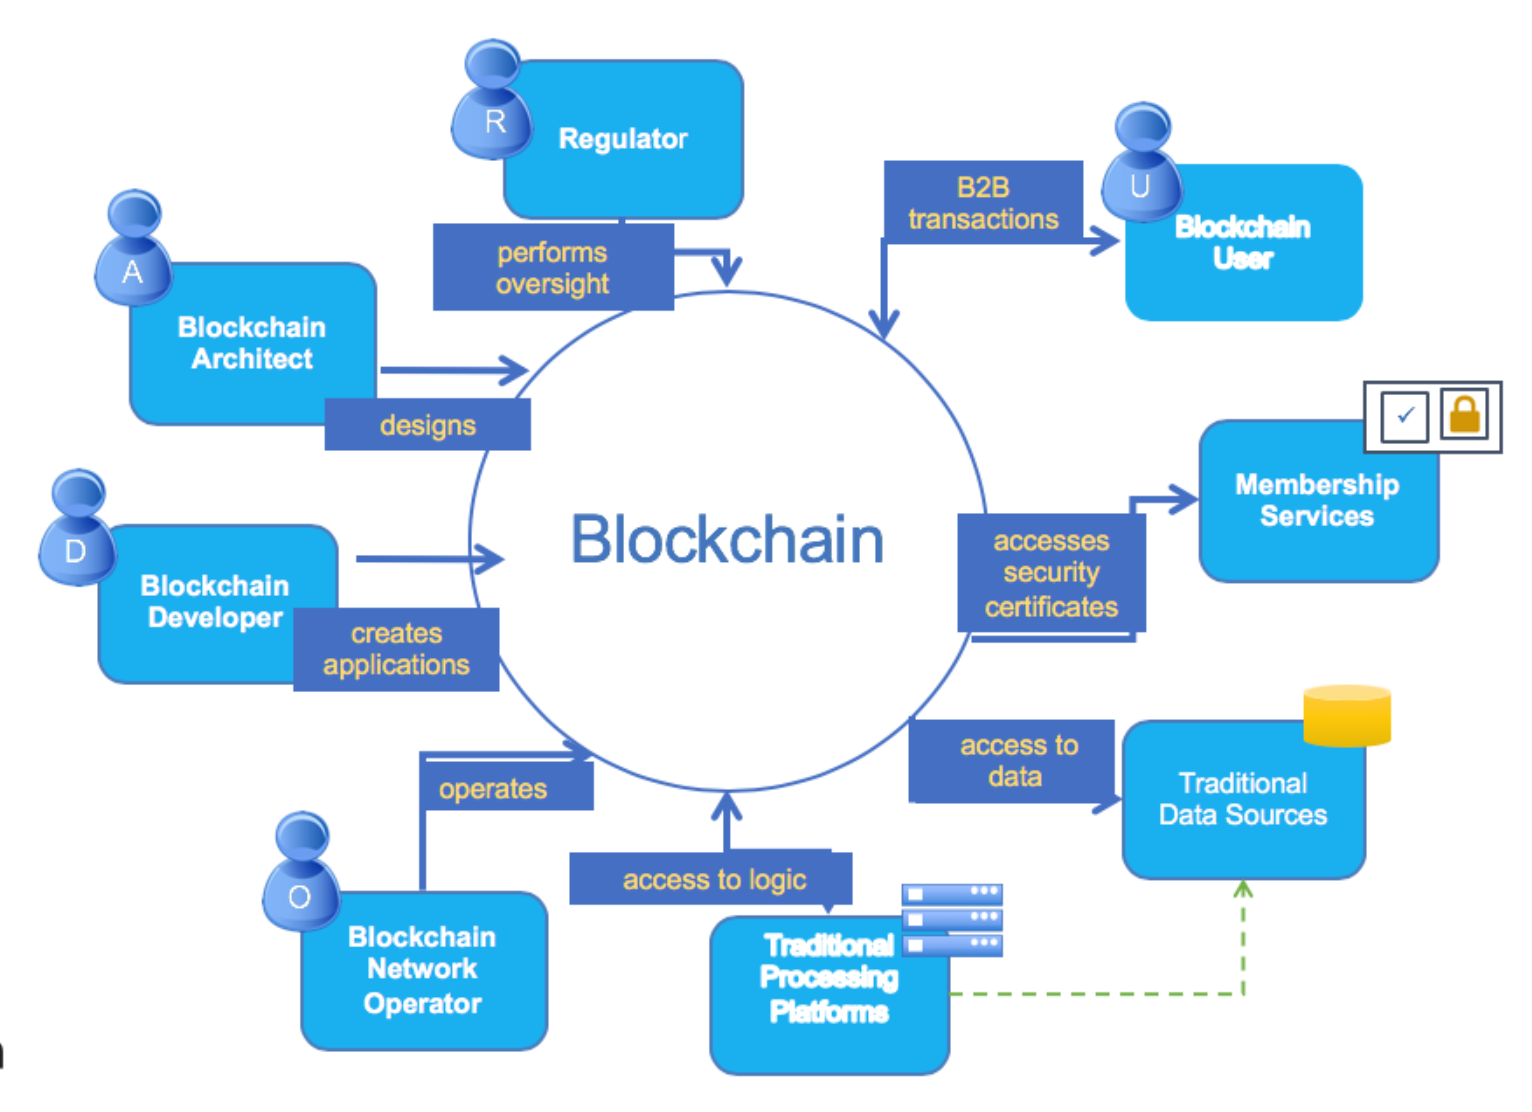 R
Regulator
B2B
transactions
U
Blockchain
User
performs
oversight
A
Blockchain
Architect
designs
Membership
Services
Blockchain
accesses
security
certificates
D
Blockchain
Developer
creates
applications
access to
data
Traditional
Data Sources
operates
access to logic
O
Blockchain
Network
Operator
Traditional
Processing
Platforms